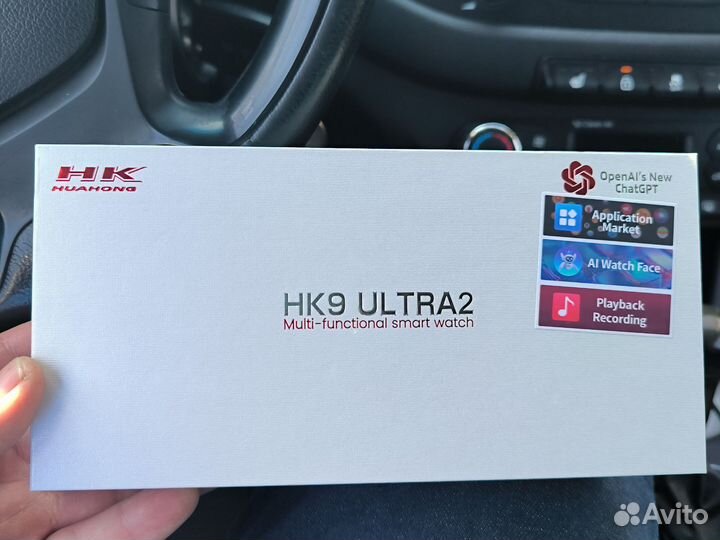 HK
HUAHONG
OpenAI's New
ChatGPT
Application
Market
AI Watch Face
Playback
Recording
HK9 ULTRA2
Multi-functional smart watch
Avito